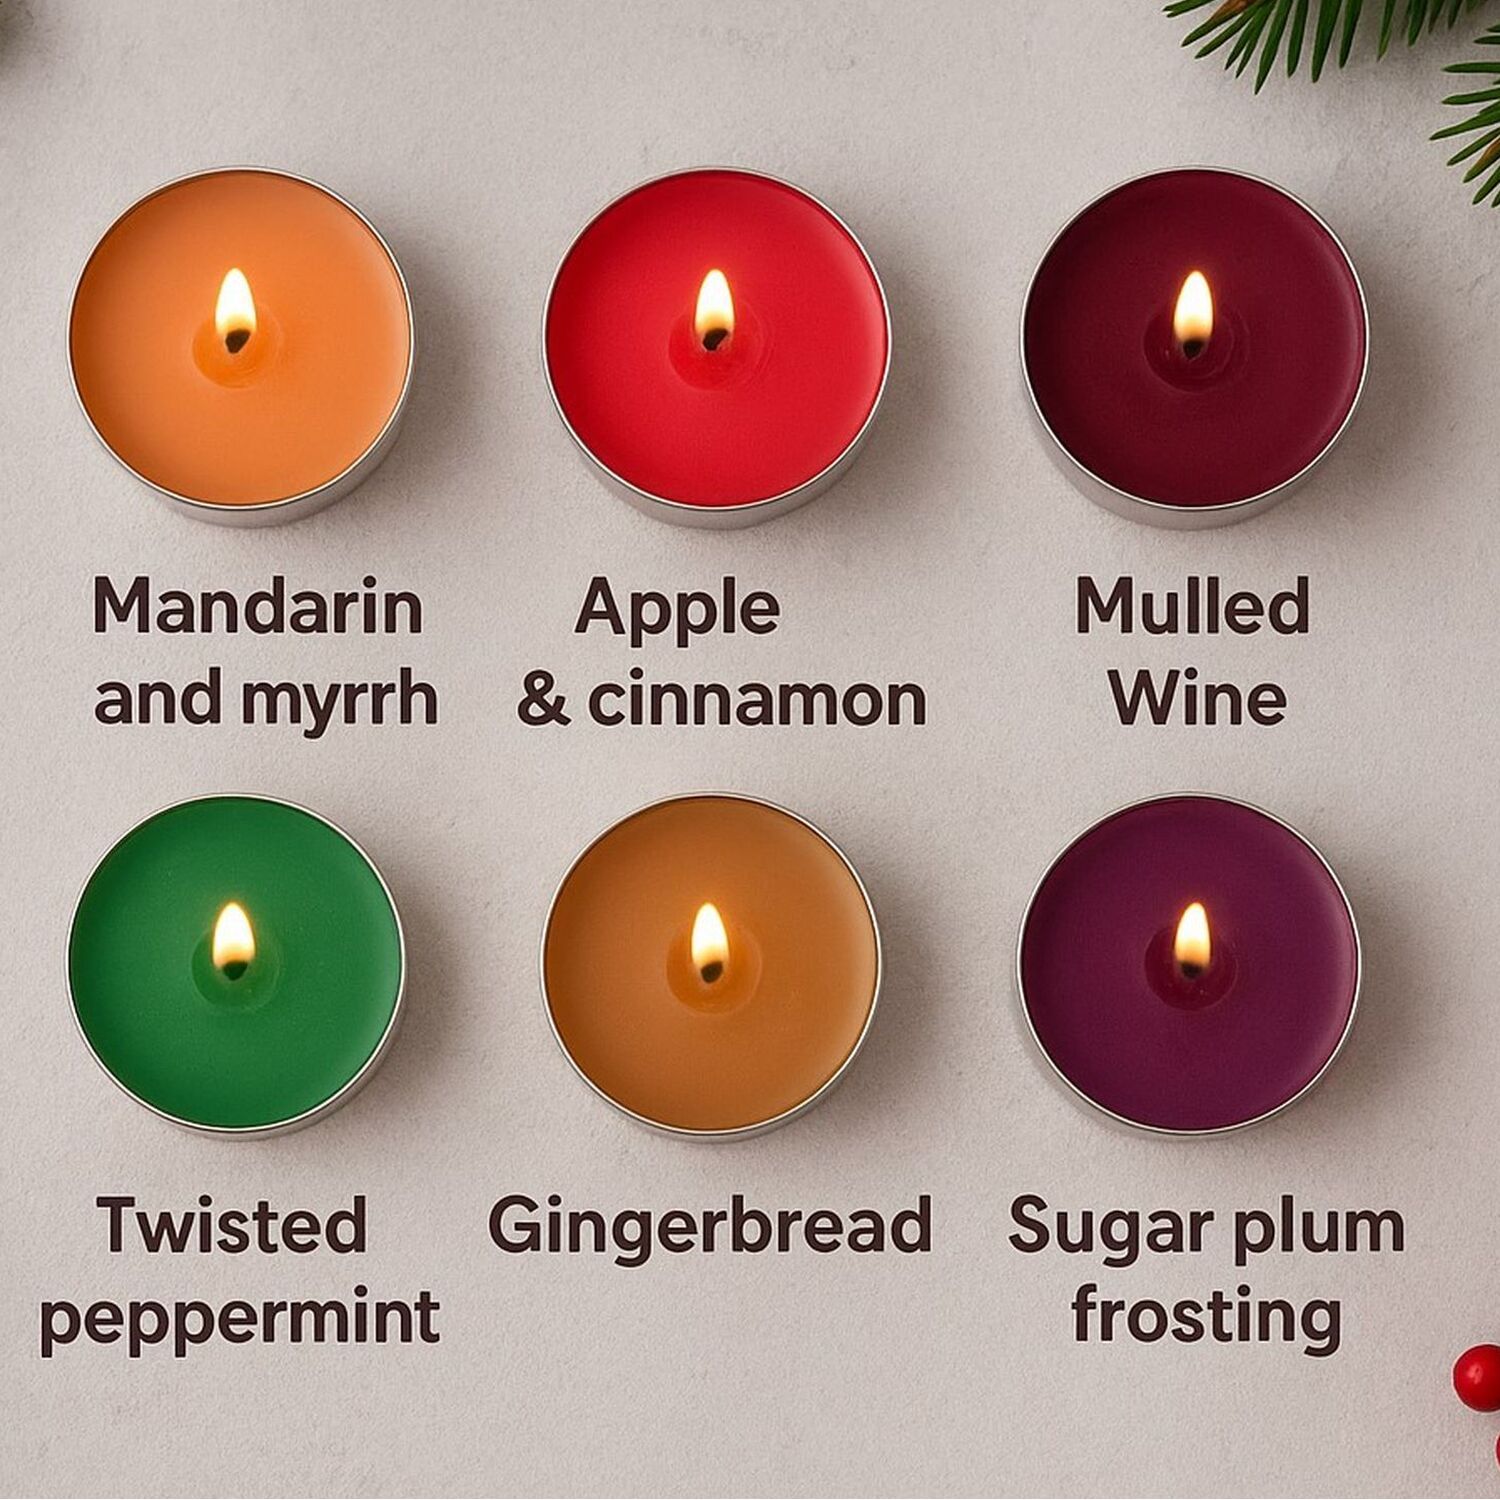 Mandarin
and myrrh
Apple
& cinnamon
Mulled
Wine
Twisted
peppermint
Gingerbread
Sugar plum
frosting